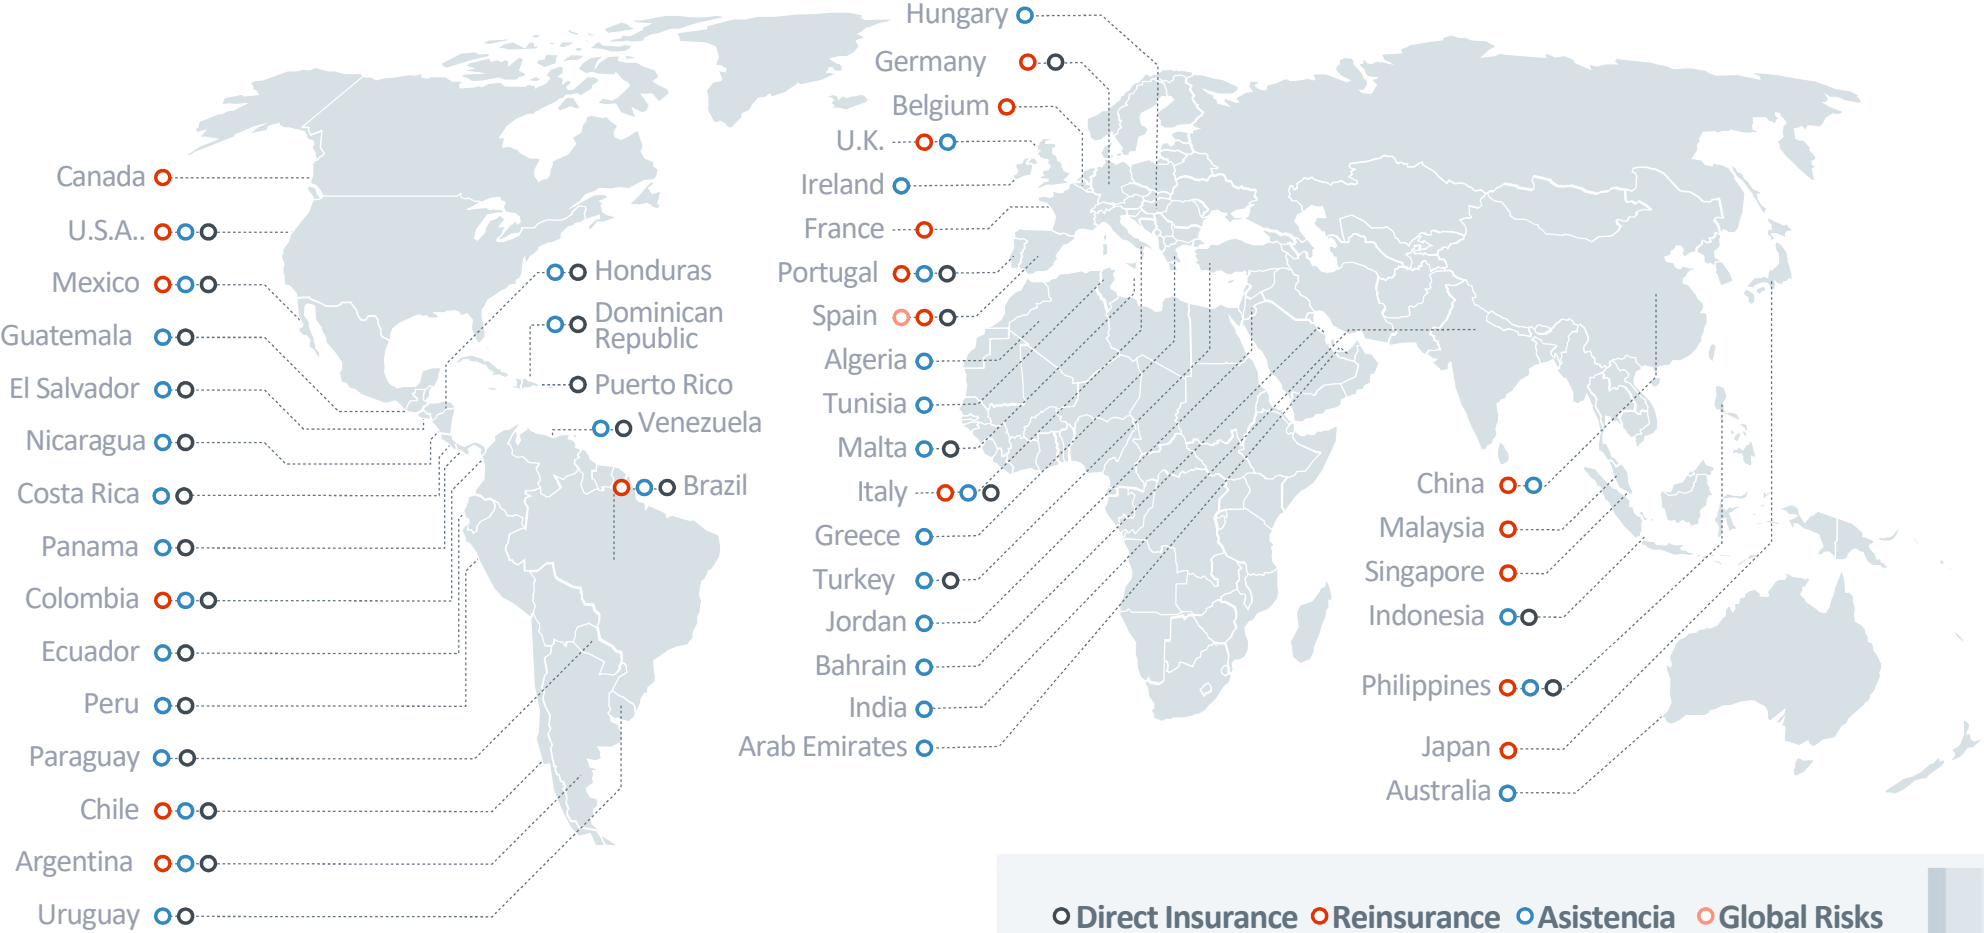 Canada
U.S.A..
Mexico
Guatemala
El Salvador
Nicaragua
Costa Rica
Panama
Colombia
Ecuador
Peru
Paraguay
Chile
Argentina
Uruguay
Honduras
Dominican
Republic
Puerto Rico
Venezuela
Brazil
Hungary
Germany
Belgium
U.K.
Ireland
France
Portugal
Spain
Algeria
Tunisia
Malta
Italy
Greece
Turkey
Jordan
Bahrain
India
Arab Emirates
China
Malaysia
Singapore
Indonesia
Philippines
Japan
Australia
Direct Insurance Reinsurance Asistencia Global Risks